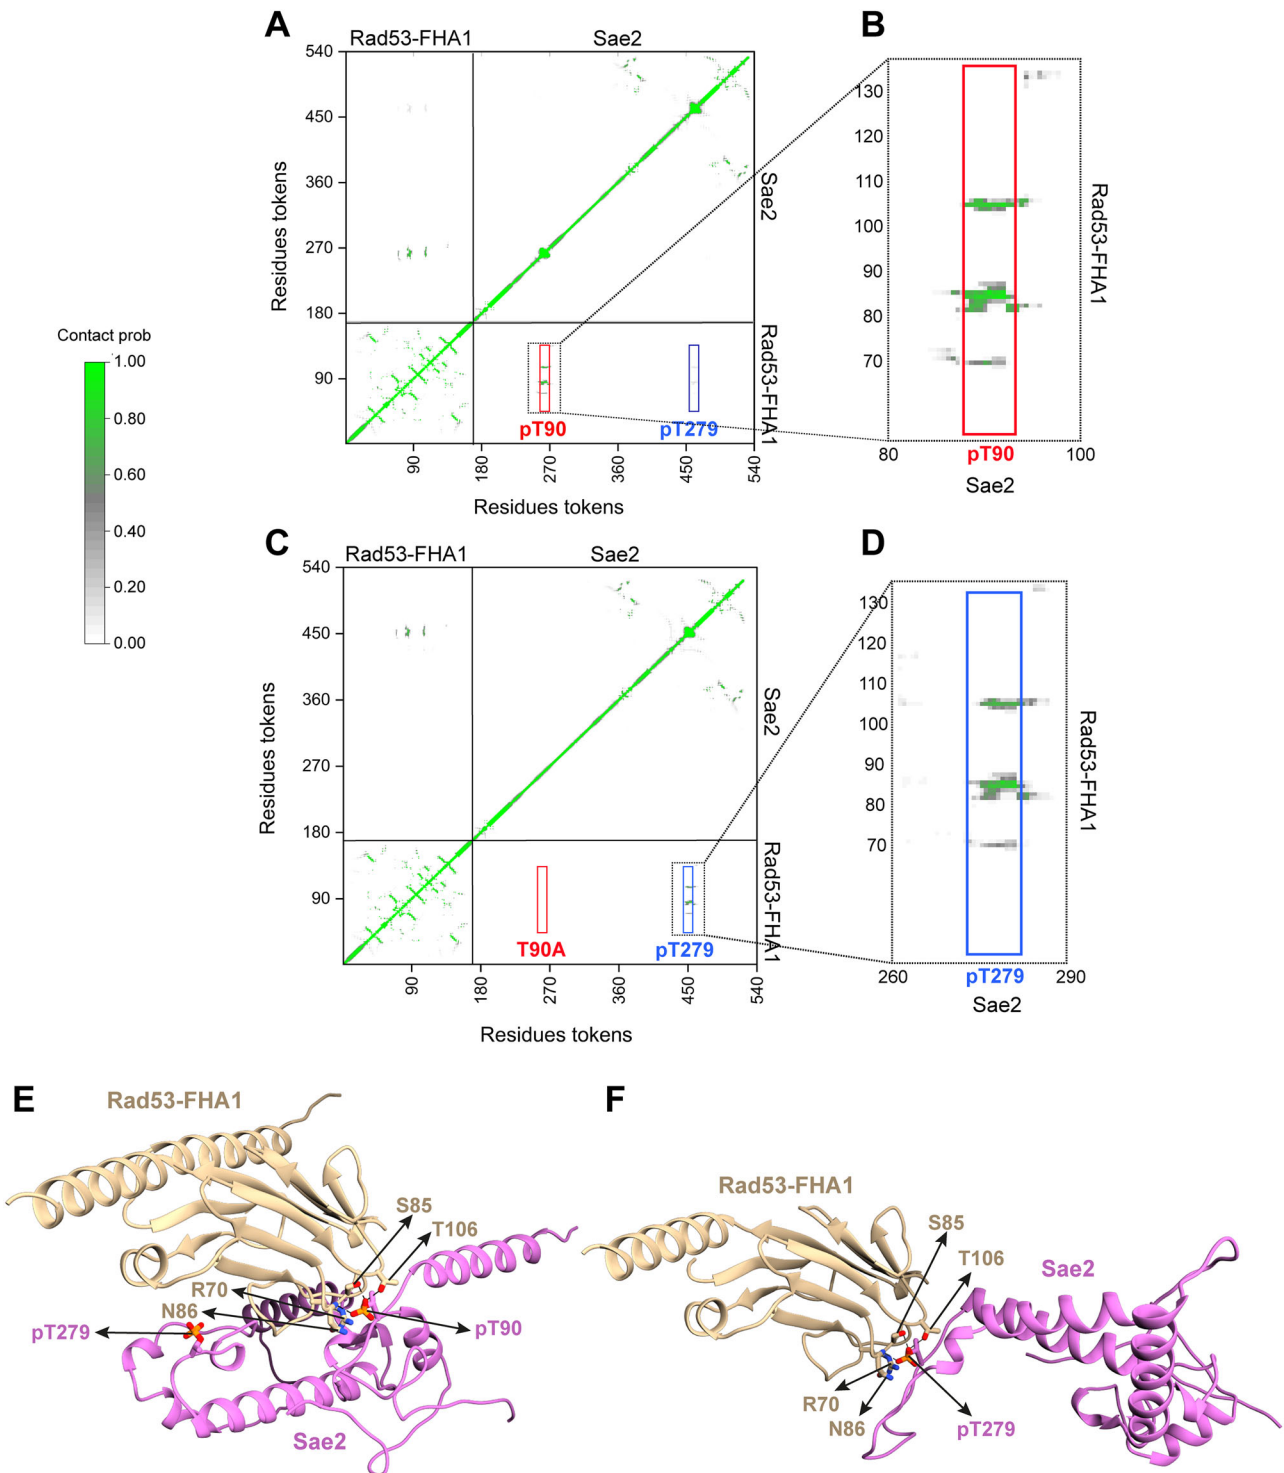 A
Rad53-FHA1
Sae2
540
450
360
270
180
90
Residues tokens
Sae2
Rad53-FHA1
pT90
pT279
90
180
270
360
450
540
Residues tokens
B
130
120
110
100
90
80
70
Rad53-FHA1
80
pT90
100
Sae2
Contact prob
1.00
0.80
0.60
0.40
0.20
0.00
C
Rad53-FHA1
Sae2
540
450
360
270
180
90
Residues tokens
Sae2
Rad53-FHA1
T90A
pT279
90
180
270
360
450
540
Residues tokens
D
130
120
110
100
90
80
70
Rad53-FHA1
260
pT279
290
Sae2
E
Rad53-FHA1
S85
T106
R70
N86
pT279
pT90
Sae2
F
Rad53-FHA1
S85
T106
Sae2
R70
N86
pT279